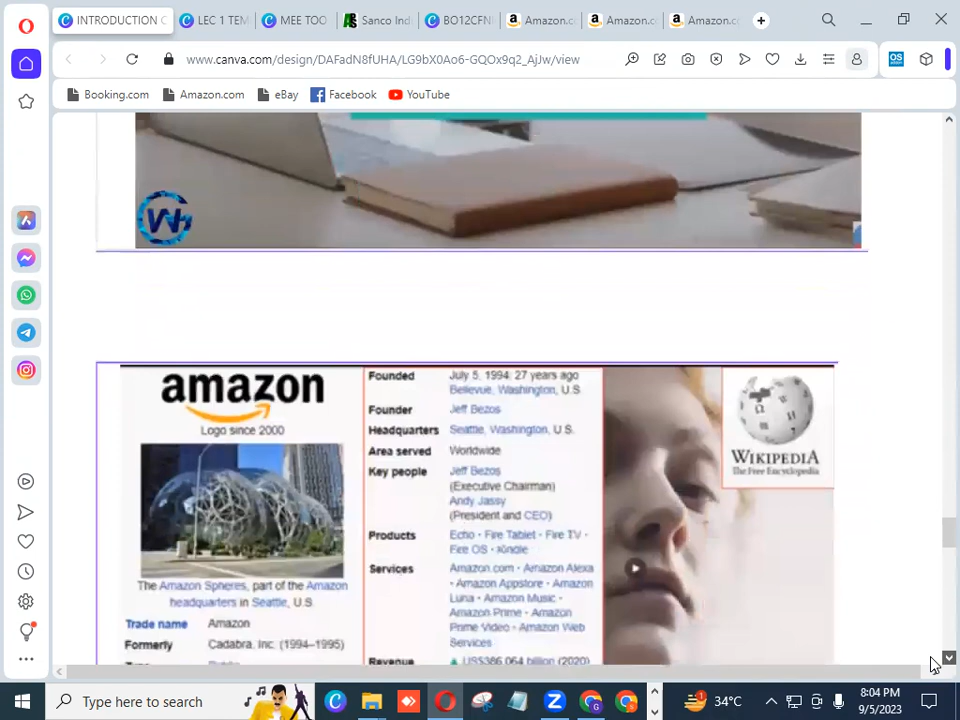 INTRODUCTION C
LEC 1 TEM
MEE TOO
Sanco Ind
BO12CFN
Amazon.c
Amazon.c
Amazon.c
www.canva.com/design/DAFadN8fUHA/LG9bX0Ao6-GQOx9q2_AjJw/view
Booking.com
Amazon.com
eBay
Facebook
YouTube
amazon
Logo since 2000
The Amazon Spheres, part of the Amazon
headquarters in Seattle, U.S.
Trade name Amazon
Formerly Cadabra, Inc. (1994–1995)
Founded July 5, 1994; 27 years ago
Bellevue, Washington, U.S
Founder Jeff Bezos
Headquarters Seattle, Washington, U.S.
Area served Worldwide
Key people Jeff Bezos
(Executive Chairman)
Andy Jassy
(President and CEO)
Products Echo · Fire Tablet · Fire TV ·
Fire OS · Kindle
Services Amazon.com · Amazon Alexa
· Amazon Appstore · Amazon
Luna · Amazon Music ·
Amazon Prime · Amazon
Prime Video · Amazon Web
Services
Revenue US$386.064 billion (2020)
WIKIPEDIA
The Free Encyclopedia
Type here to search
34°C
8:04 PM
9/5/2023